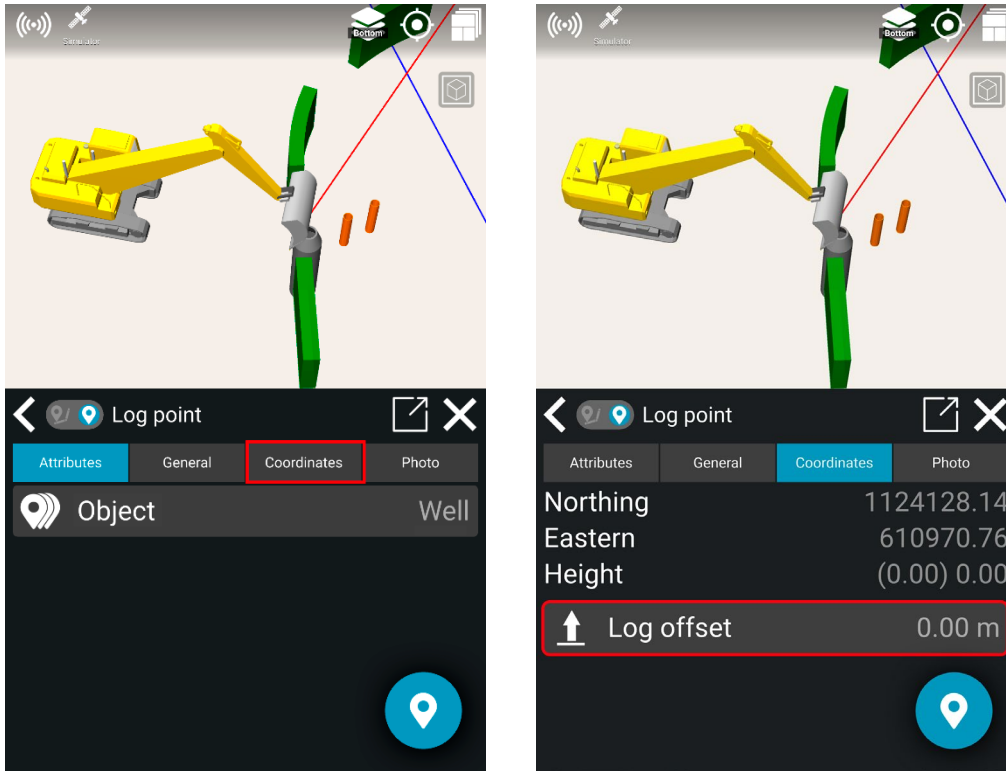 Simulator
Bottom
Log point
Attributes General Coordinates Photo
Object Well
Simulator
Bottom
Log point
Attributes General Coordinates Photo
Northing 1124128.14
Eastern 610970.76
Height (0.00) 0.00
Log offset 0.00 m